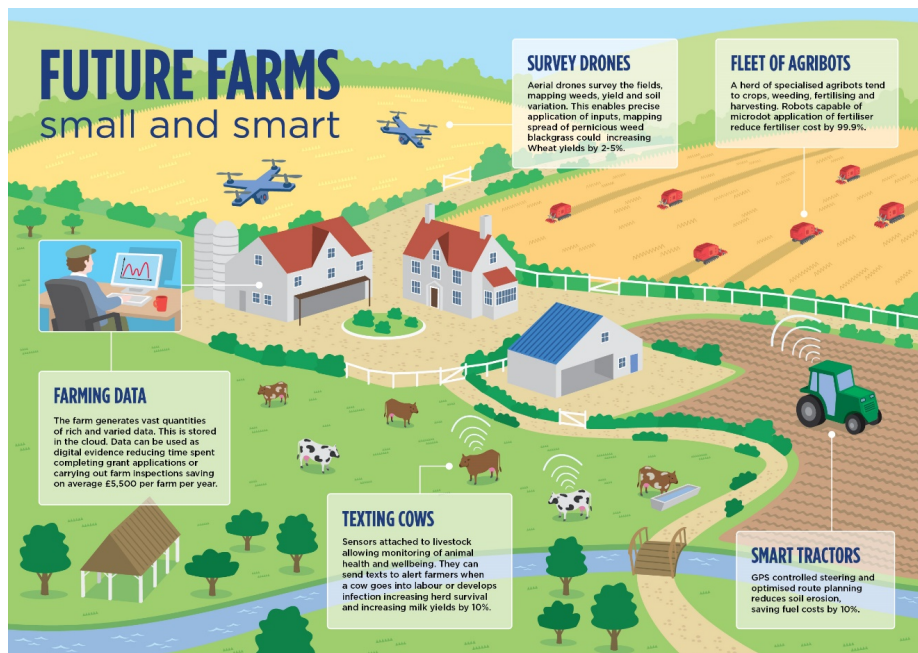 FUTURE FARMS
small and smart
SURVEY DRONES
Aerial drones survey the fields,
mapping weeds, yield and soil
variation. This enables precise
application of inputs, mapping
spread of pernicious weed
blackgrass could increasing
Wheat yields by 2-5%.
FLEET OF AGRIBOTS
A herd of specialised agribots tend
to crops, weeding, fertilising and
harvesting. Robots capable of
microdot application of fertiliser
reduce fertiliser cost by 99.9%.
FARMING DATA
The farm generates vast quantities
of rich and varied data. This is stored
in the cloud. Data can be used as
digital evidence reducing time spent
completing grant applications or
carrying out farm inspections saving
on average £5,500 per farm per year.
TEXTING COWS
Sensors attached to livestock
allowing monitoring of animal
health and wellbeing. They can
send texts to alert farmers when
a cow goes into labour or develops
infection increasing herd survival
and increasing milk yields by 10%.
SMART TRACTORS
GPS controlled steering and
optimised route planning
reduces soil erosion,
saving fuel costs by 10%.